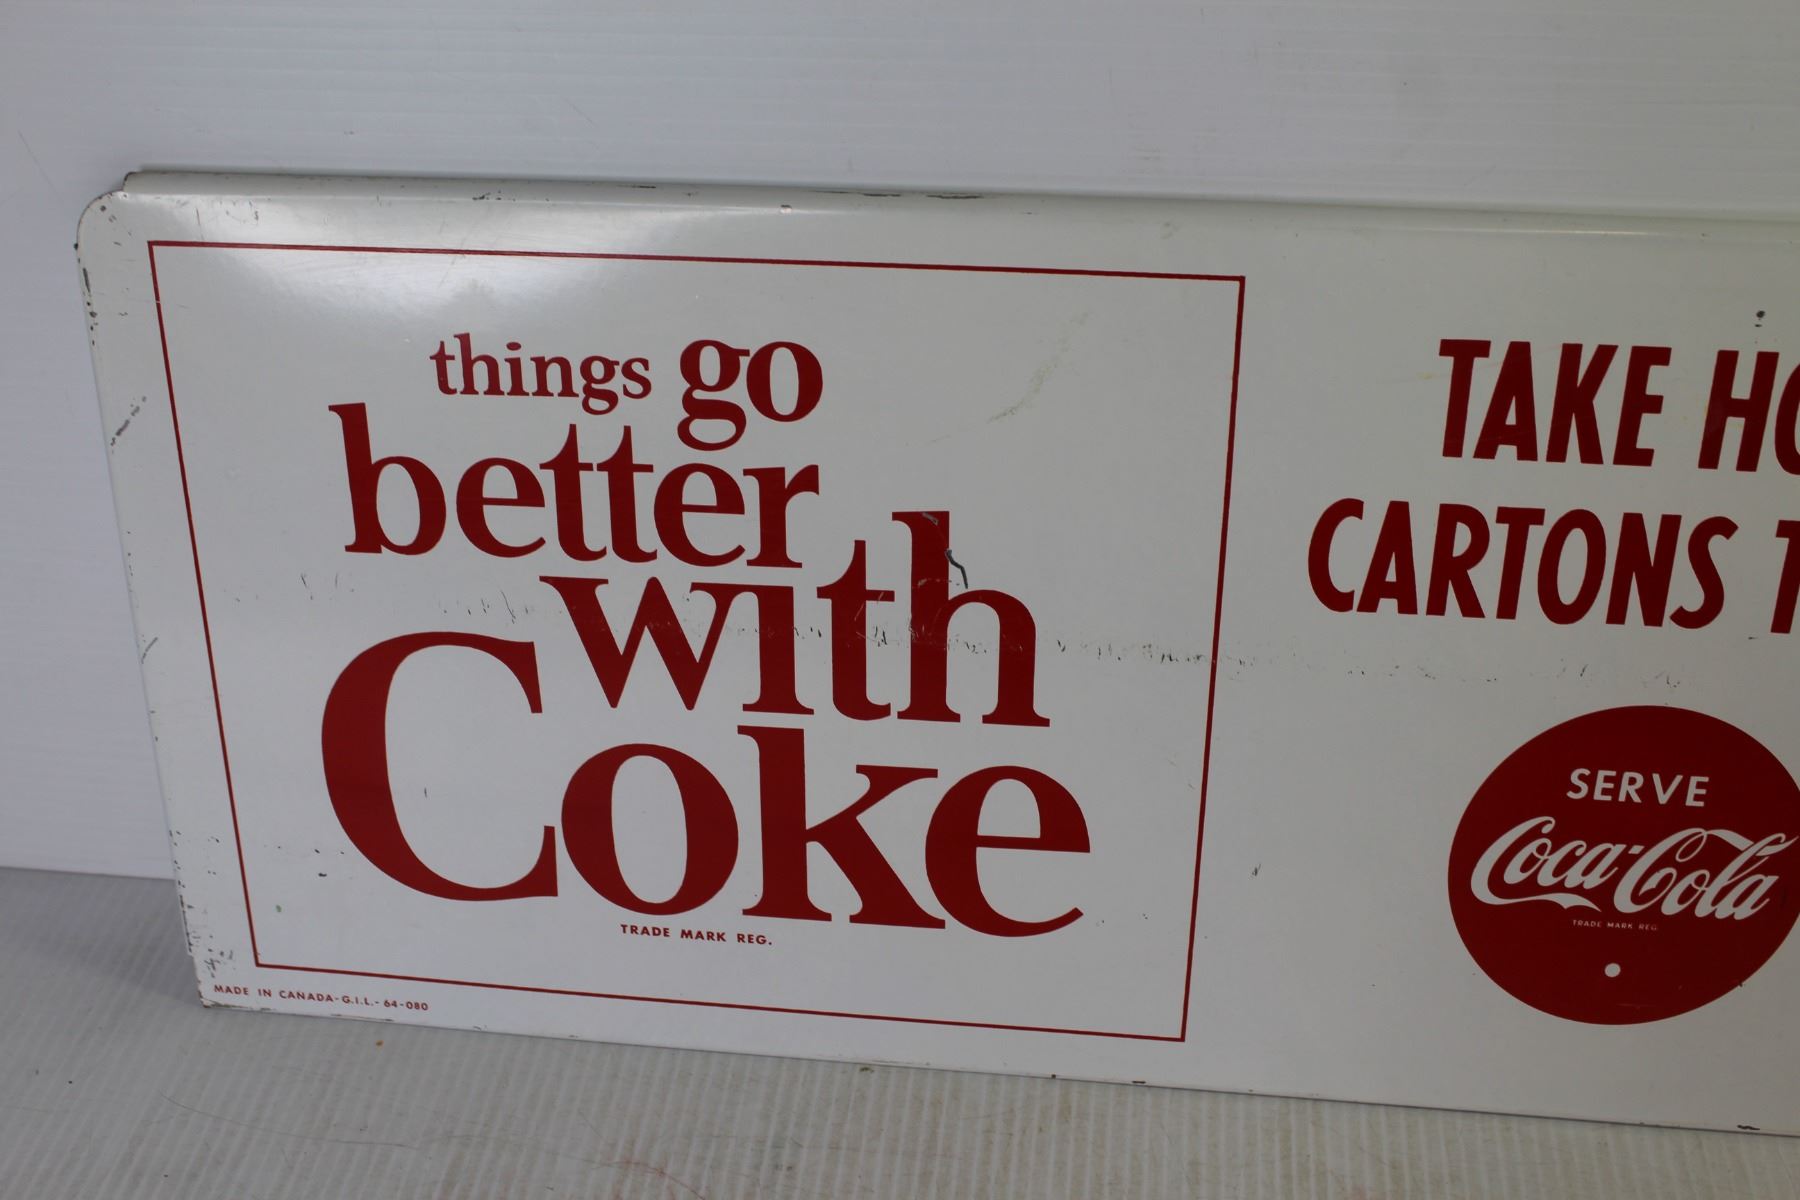 things go
better
with
Coke
TRADE MARK REG.
MADE IN CANADA-G.I.L.-64-080
TAKE
CARTONS
SERVE
Coca-Cola
TRADE MARK REG.